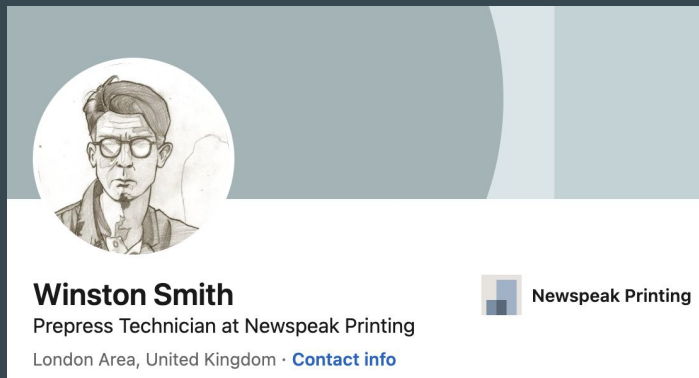 Winston Smith
Newspeak Printing
Prepress Technician at Newspeak Printing
London Area, United Kingdom · Contact info